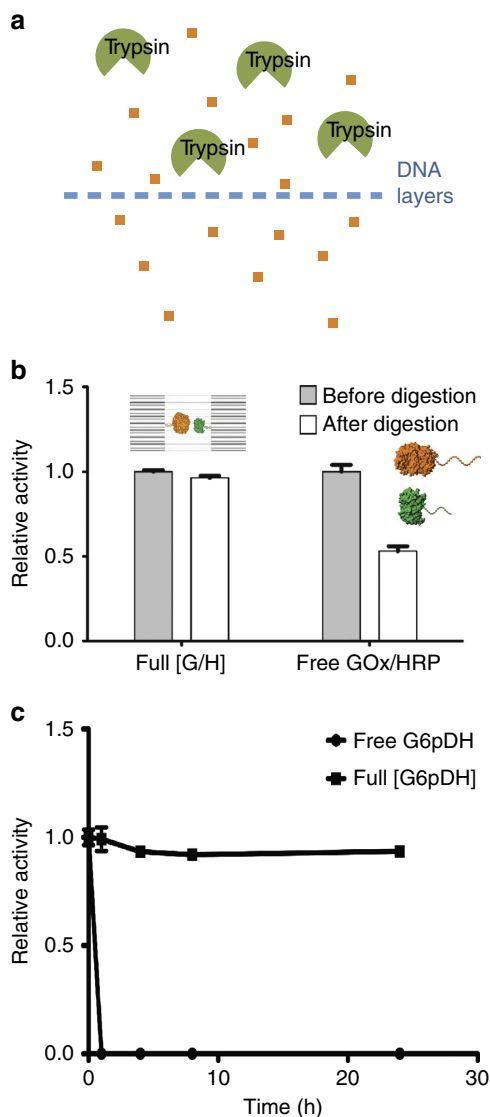 a
Trypsin
Trypsin
Trypsin
Trypsin
DNA
layers
b
Relative activity
1.5
1.0
0.5
0.0
Before digestion
After digestion
Full [G/H]
Free GOx/HRP
c
Relative activity
1.5
1.0
0.5
0.0
Free G6pDH
Full [G6pDH]
0
10
20
30
Time (h)